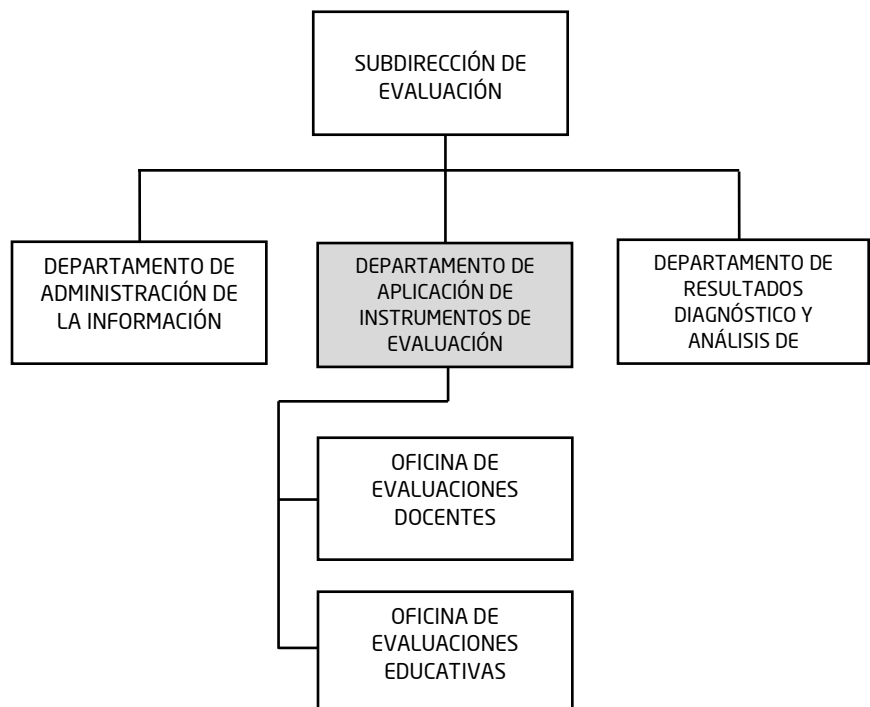 SUBDIRECCIÓN DE
EVALUACIÓN
DEPARTAMENTO DE
ADMINISTRACIÓN DE
LA INFORMACIÓN
DEPARTAMENTO DE
APLICACIÓN DE
INSTRUMENTOS DE
EVALUACIÓN
DEPARTAMENTO DE
RESULTADOS
DIAGNÓSTICO Y
ANÁLISIS DE
OFICINA DE
EVALUACIONES
DOCENTES
OFICINA DE
EVALUACIONES
EDUCATIVAS